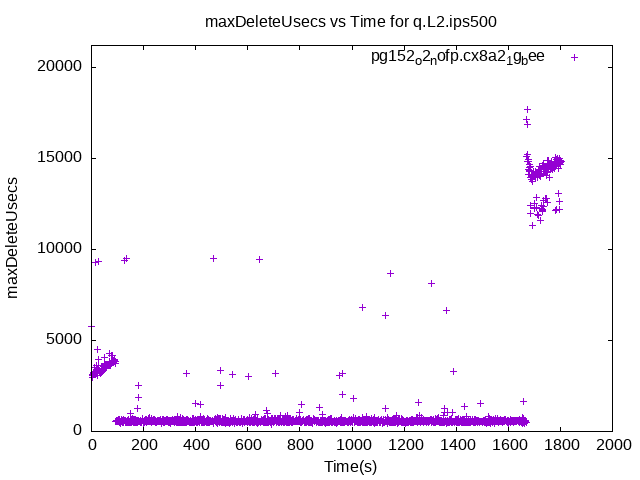 maxDeleteUsecs vs Time for q.L2.ips500
pg152o2nofp.cx8a21gbee
20000
15000
10000
5000
0
maxDeleteUsecs
0 200 400 600 800 1000 1200 1400 1600 1800 2000
Time(s)